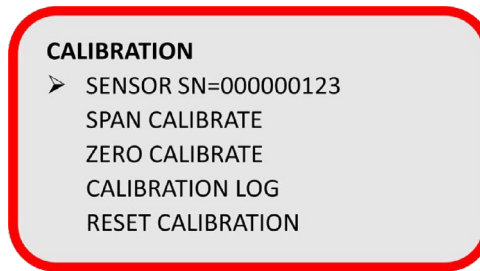 CALIBRATION
➢ SENSOR SN=000000123
SPAN CALIBRATE
ZERO CALIBRATE
CALIBRATION LOG
RESET CALIBRATION